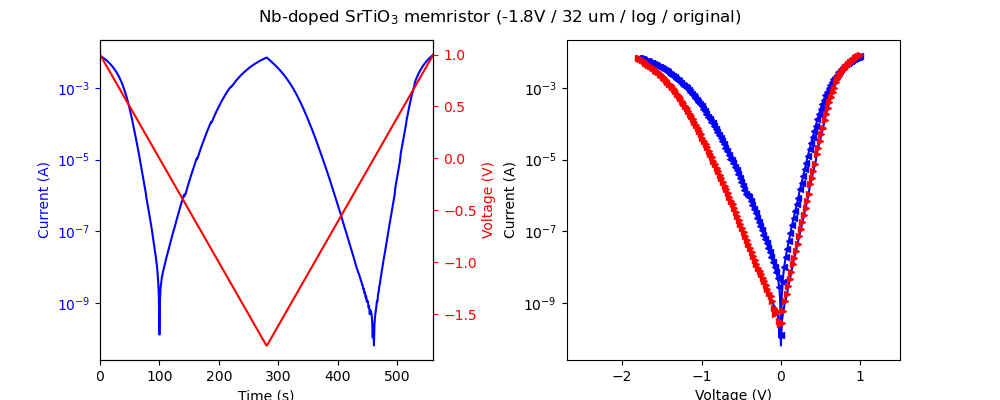 Nb-doped SrTiO₃ memristor (-1.8V / 32 um / log / original)
Current (A)
10⁻³
10⁻⁵
10⁻⁷
10⁻⁹
0 100 200 300 400 500
Time (s)
1.0
0.5
0.0
−0.5
−1.0
−1.5
Voltage (V)
Current (A)
10⁻³
10⁻⁵
10⁻⁷
10⁻⁹
−2 −1 0 1
Voltage (V)